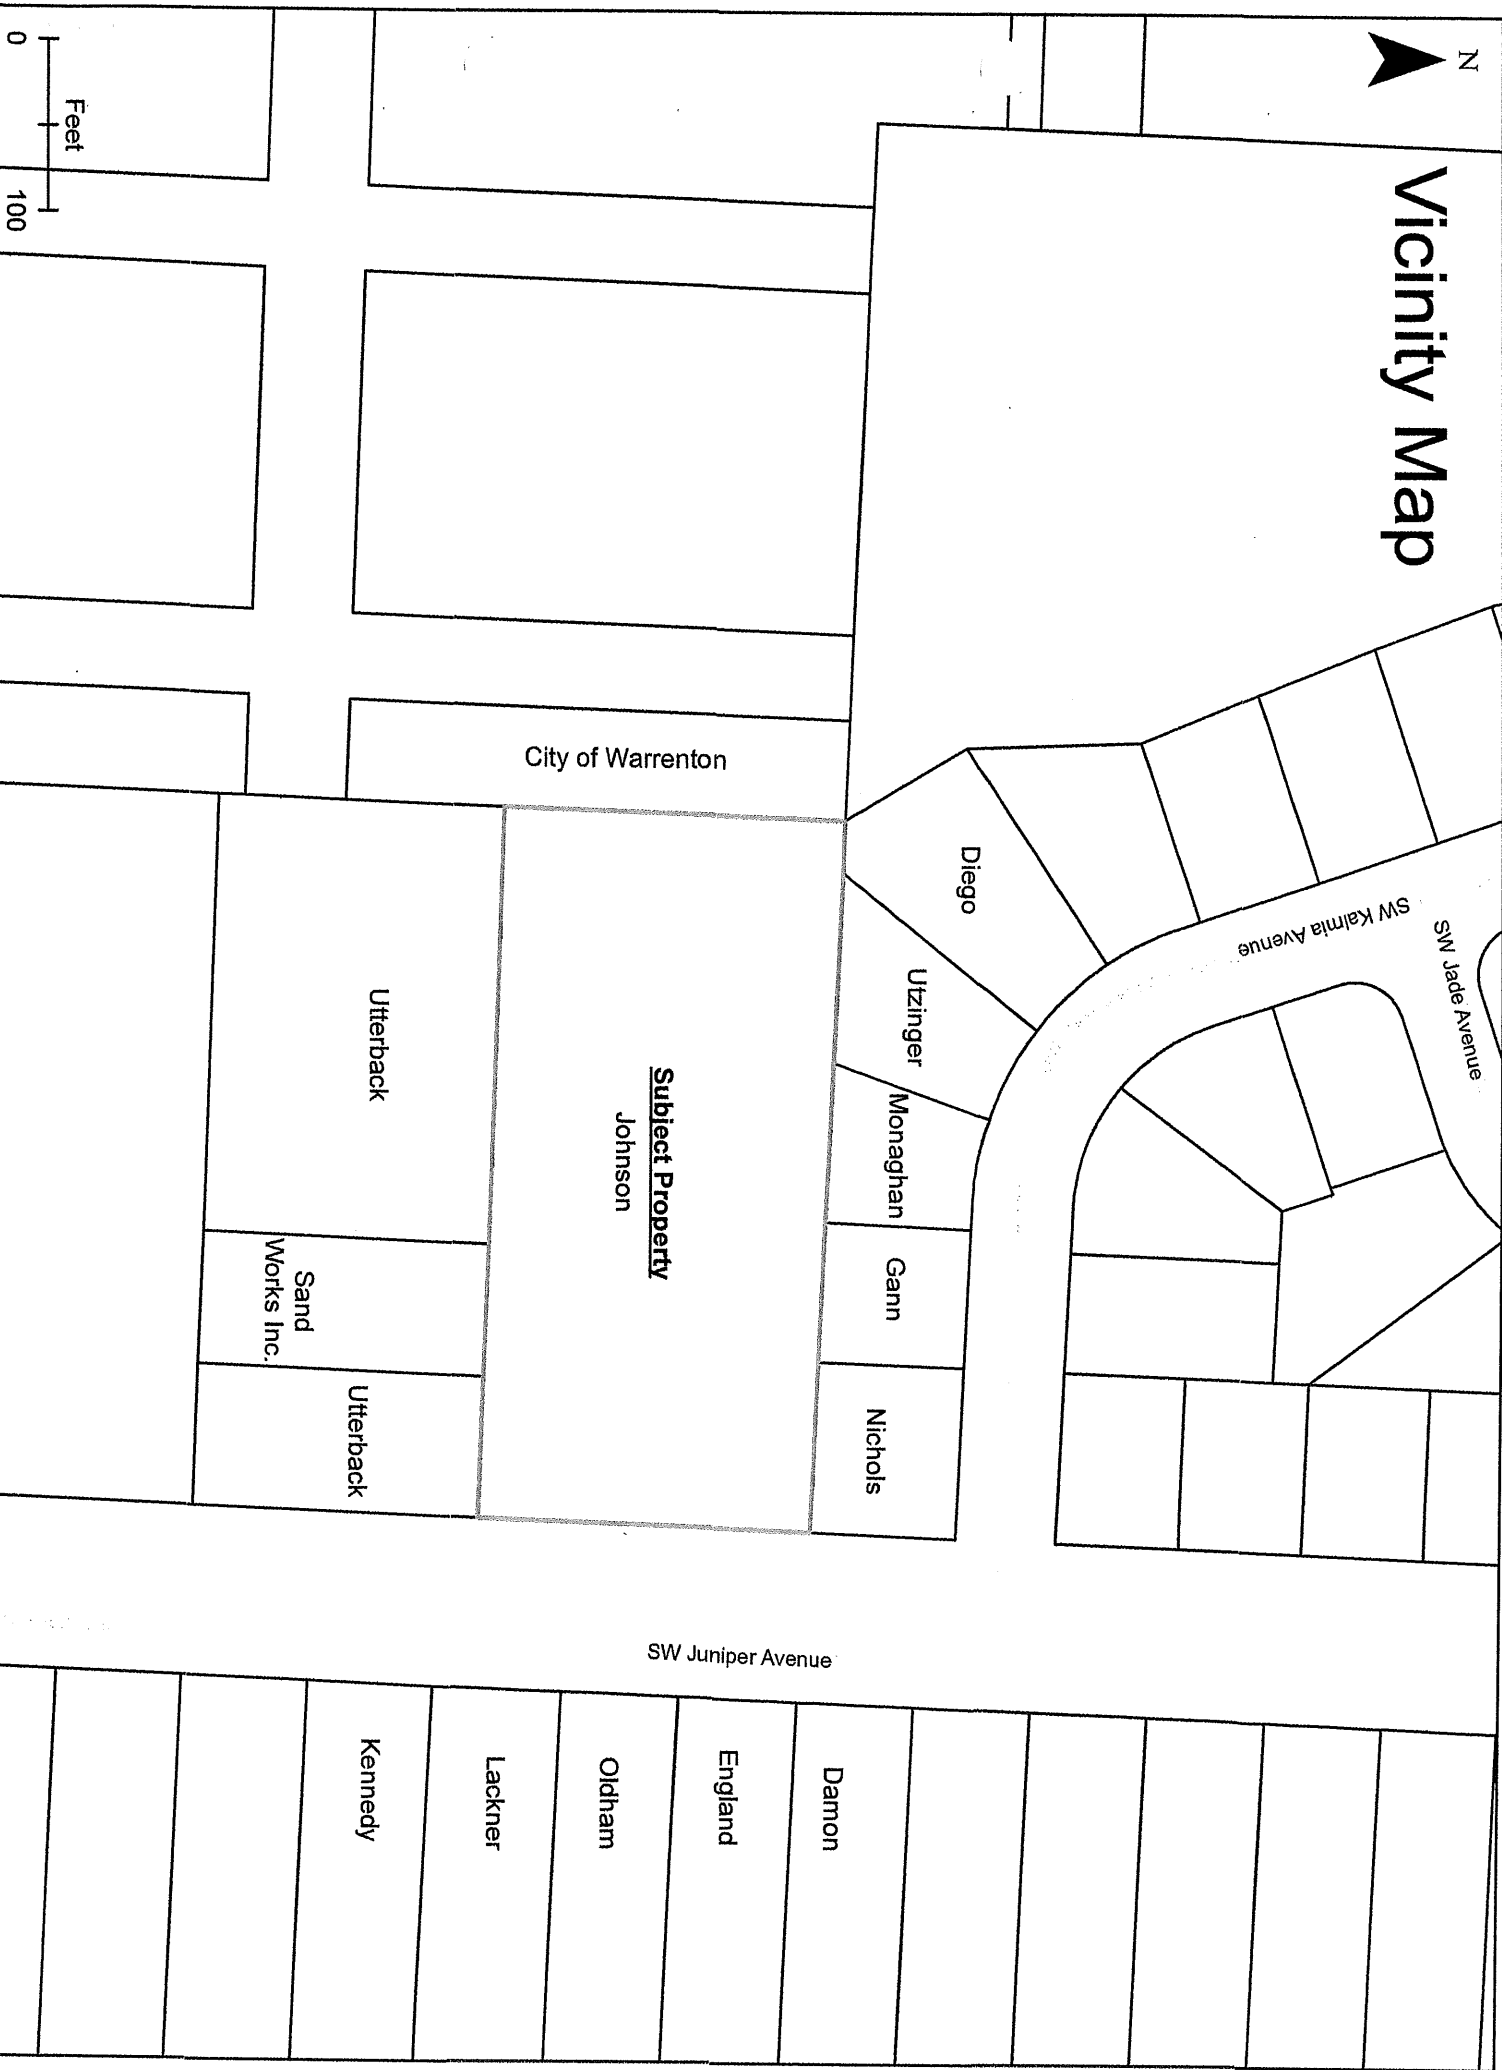 N
Vicinity Map
SW Jade Avenue
SW Kalmia Avenue
Diego
Utzinger
Monaghan
Gann
Nichols
City of Warrenton
Subject Property
Johnson
Utterback
Sand
Works Inc.
Utterback
SW Juniper Avenue
Damon
England
Oldham
Lackner
Kennedy
Feet
0
100